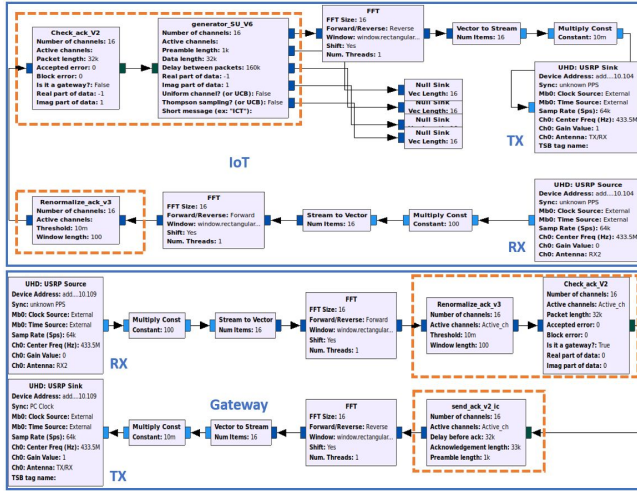 Check_ack_V2
Number of channels: 16
Active channels:
Packet length: 32k
Accepted error: 0
Block error: 0
Is it a gateway?: False
Real part of data: -1
Imag part of data: 1
generator_SU_V6
Number of channels: 16
Active channels:
Preamble length: 1k
Data length: 32k
Delay between packets: 160k
Real part of data: -1
Imag part of data: 1
Uniform channel? (or UCB): False
Thompson sampling? (or UCB): False
Short message (ex: "ICT"):
FFT
FFT Size: 16
Forward/Reverse: Reverse
Window: window.rectangular...
Shift: Yes
Num. Threads: 1
Vector to Stream
Num Items: 16
Multiply Const
Constant: 10m
Null Sink
Vec Length: 16
Null Sink
Vec Length: 16
Null Sink
Vec Length: 16
Null Sink
Vec Length: 16
UHD: USRP Sink
Device Address: add....10.104
Sync: unknown PPS
Mb0: Clock Source: External
Mb0: Time Source: External
Samp Rate (Sps): 64k
Ch0: Center Freq (Hz): 433.5M
Ch0: Gain Value: 1
Ch0: Antenna: TX/RX
TSB tag name:
TX
IoT
Renormalize_ack_v3
Number of channels: 16
Active channels:
Threshold: 10m
Window length: 100
FFT
FFT Size: 16
Forward/Reverse: Forward
Window: window.rectangular...
Shift: Yes
Num. Threads: 1
Stream to Vector
Num Items: 16
Multiply Const
Constant: 100
UHD: USRP Source
Device Address: add....10.104
Sync: unknown PPS
Mb0: Clock Source: External
Mb0: Time Source: External
Samp Rate (Sps): 64k
Ch0: Center Freq (Hz): 433.5M
Ch0: Gain Value: 0
Ch0: Antenna: RX2
RX
UHD: USRP Source
Device Address: add....10.109
Sync: unknown PPS
Mb0: Clock Source: External
Mb0: Time Source: External
Samp Rate (Sps): 64k
Ch0: Center Freq (Hz): 433.5M
Ch0: Gain Value: 0
Ch0: Antenna: RX2
RX
Multiply Const
Constant: 100
Stream to Vector
Num Items: 16
FFT
FFT Size: 16
Forward/Reverse: Forward
Window: window.rectangular...
Shift: Yes
Num. Threads: 1
Renormalize_ack_v3
Number of channels: 16
Active channels: Active_ch
Threshold: 10m
Window length: 100
Check_ack_V2
Number of channels: 16
Active channels: Active_ch
Packet length: 32k
Accepted error: 0
Block error: 0
Is it a gateway?: True
Real part of data: 0
Imag part of data: 0
UHD: USRP Sink
Device Address: add....10.109
Sync: PC Clock
Mb0: Clock Source: External
Mb0: Time Source: External
Samp Rate (Sps): 64k
Ch0: Center Freq (Hz): 433.5M
Ch0: Gain Value: 1
Ch0: Antenna: TX/RX
TSB tag name:
TX
Gateway
Multiply Const
Constant: 10m
Vector to Stream
Num Items: 16
FFT
FFT Size: 16
Forward/Reverse: Reverse
Window: window.rectangular...
Shift: Yes
Num. Threads: 1
send_ack_v2_ic
Number of channels: 16
Active channels: Active_ch
Delay before ack: 32k
Acknowledgement length: 33k
Preamble length: 1k